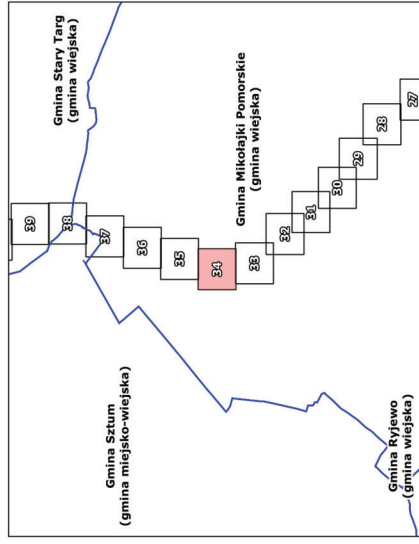 Gmina Stary Targ
(gmina wiejska)
Gmina Mikołajki Pomorskie
(gmina wiejska)
Gmina Sztum
(gmina miejsko-wiejska)
Gmina Ryjewo
(gmina wiejska)
39
38
37
36
35
34
33
32
31
30
29
28
27